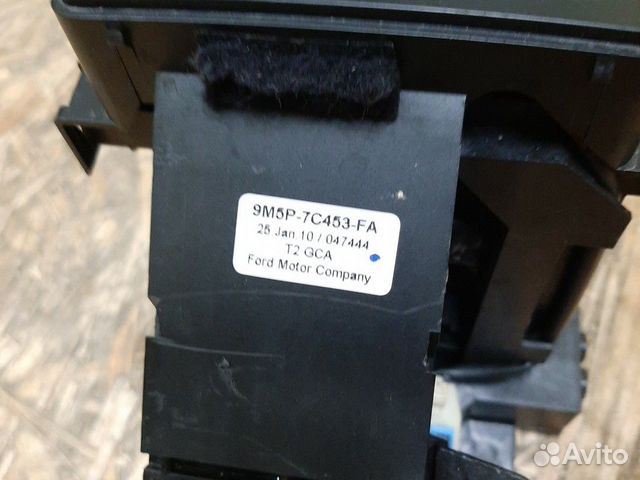 9M5P-7C453-FA
25 Jan 10 / 047444
T2 GCA
Ford Motor Company
Avito